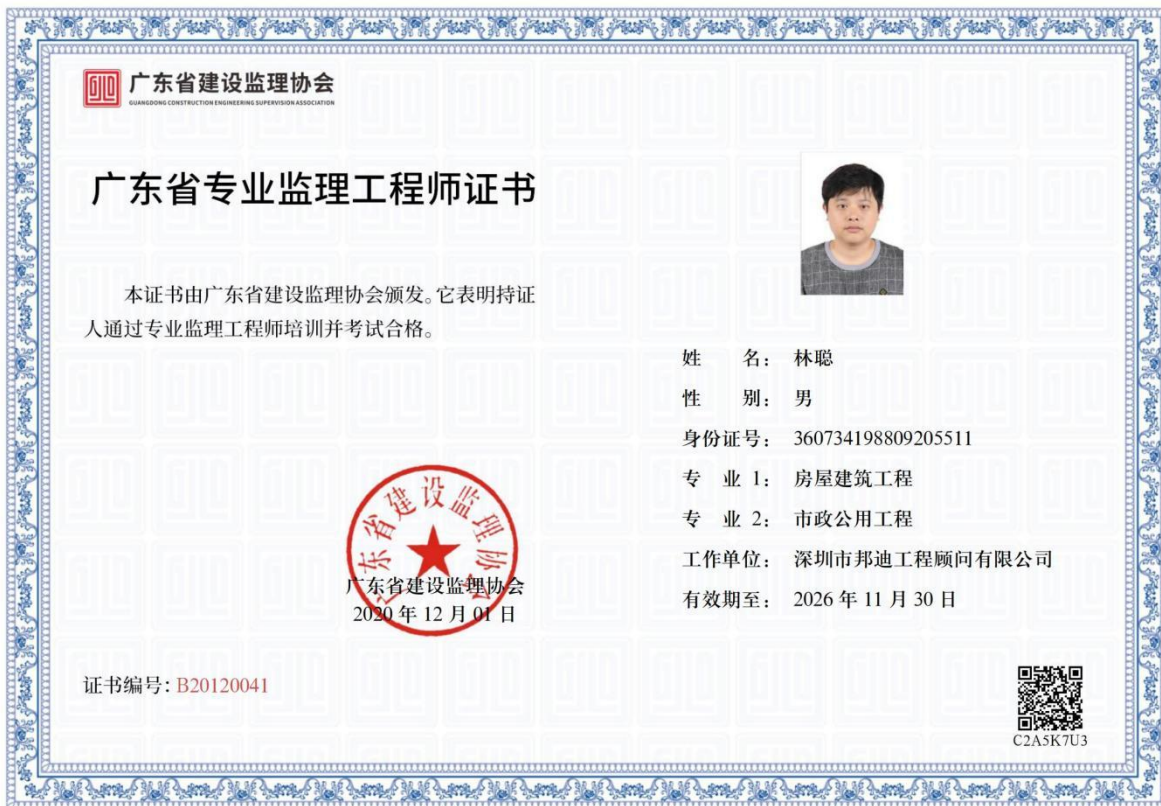 广东省建设监理协会
GUANGDONG CONSTRUCTION ENGINEERING SUPERVISION ASSOCIATION
广东省专业监理工程师证书
本证书由广东省建设监理协会颁发。它表明持证
人通过专业监理工程师培训并考试合格。
姓 名： 林聪
性 别： 男
身份证号： 360734198809205511
专 业 1： 房屋建筑工程
专 业 2： 市政公用工程
工作单位： 深圳市邦迪工程顾问有限公司
有效期至： 2026 年 11 月 30 日
广东省建设监理协会
广东省建设监理协会
2020 年 12 月 01 日
证书编号: B20120041
C2A5K7U3